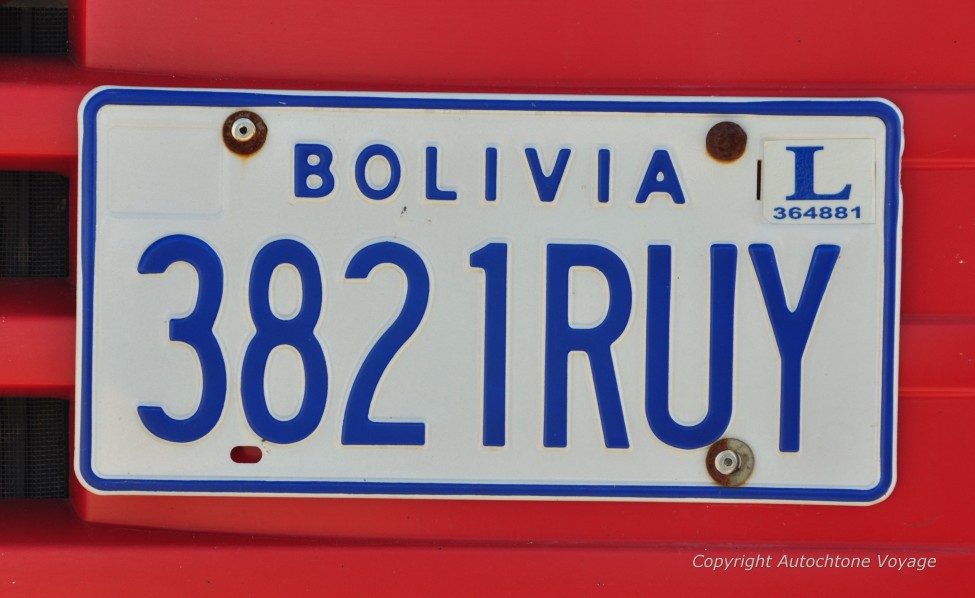 BOLIVIA
L
364881
3821RUY
Copyright Autochtone Voyage